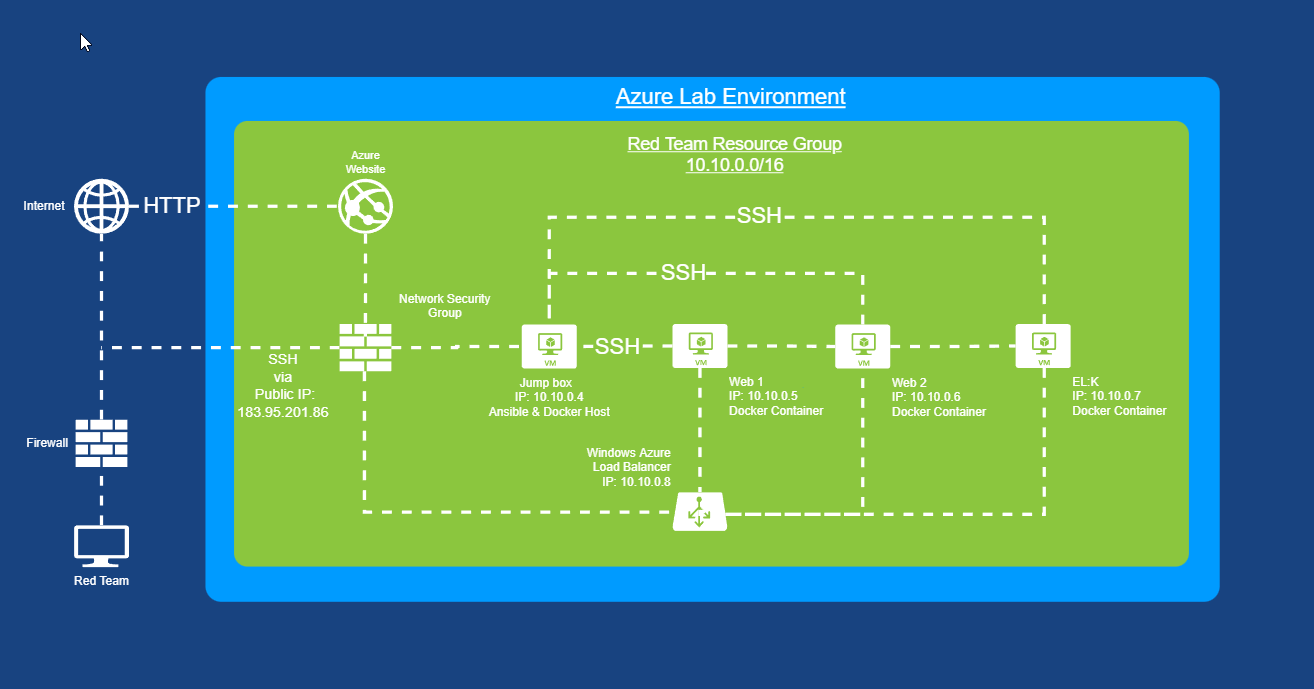 Azure Lab Environment
Red Team Resource Group
10.10.0.0/16
Azure
Website
Internet
HTTP
SSH
SSH
Network Security
Group
SSH
SSH
via
Public IP:
183.95.201.86
VM
VM
VM
VM
Jump box
IP: 10.10.0.4
Ansible & Docker Host
Web 1
IP: 10.10.0.5
Docker Container
Web 2
IP: 10.10.0.6
Docker Container
EL:K
IP: 10.10.0.7
Docker Container
Firewall
Windows Azure
Load Balancer
IP: 10.10.0.8
Red Team